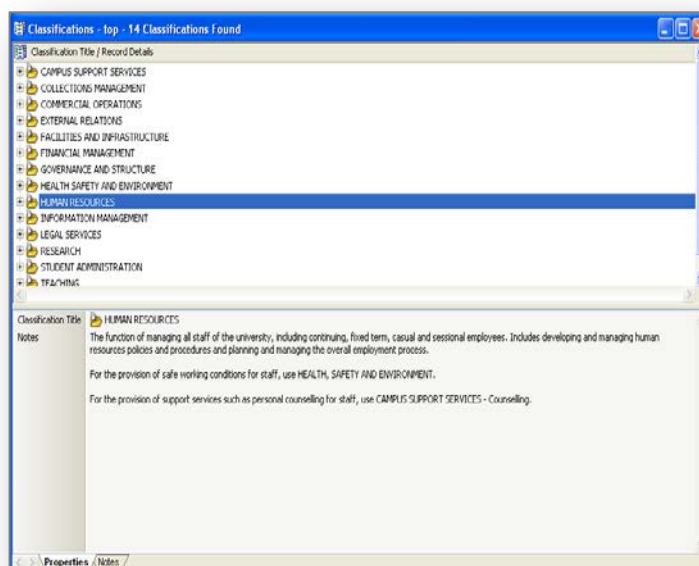 Classifications - top - 14 Classifications Found
Classification Title / Record Details
CAMPUS SUPPORT SERVICES
COLLECTIONS MANAGEMENT
COMMERCIAL OPERATIONS
EXTERNAL RELATIONS
FACILITIES AND INFRASTRUCTURE
FINANCIAL MANAGEMENT
GOVERNANCE AND STRUCTURE
HEALTH SAFETY AND ENVIRONMENT
HUMAN RESOURCES
INFORMATION MANAGEMENT
LEGAL SERVICES
RESEARCH
STUDENT ADMINISTRATION
TEACHING
Classification Title HUMAN RESOURCES
Notes The function of managing all staff of the university, including continuing, fixed term, casual and sessional employees. Includes developing and managing human
resources policies and procedures and planning and managing the overall employment process.
For the provision of safe working conditions for staff, use HEALTH, SAFETY AND ENVIRONMENT.
For the provision of support services such as personal counselling for staff, use CAMPUS SUPPORT SERVICES - Counselling.
Properties Notes